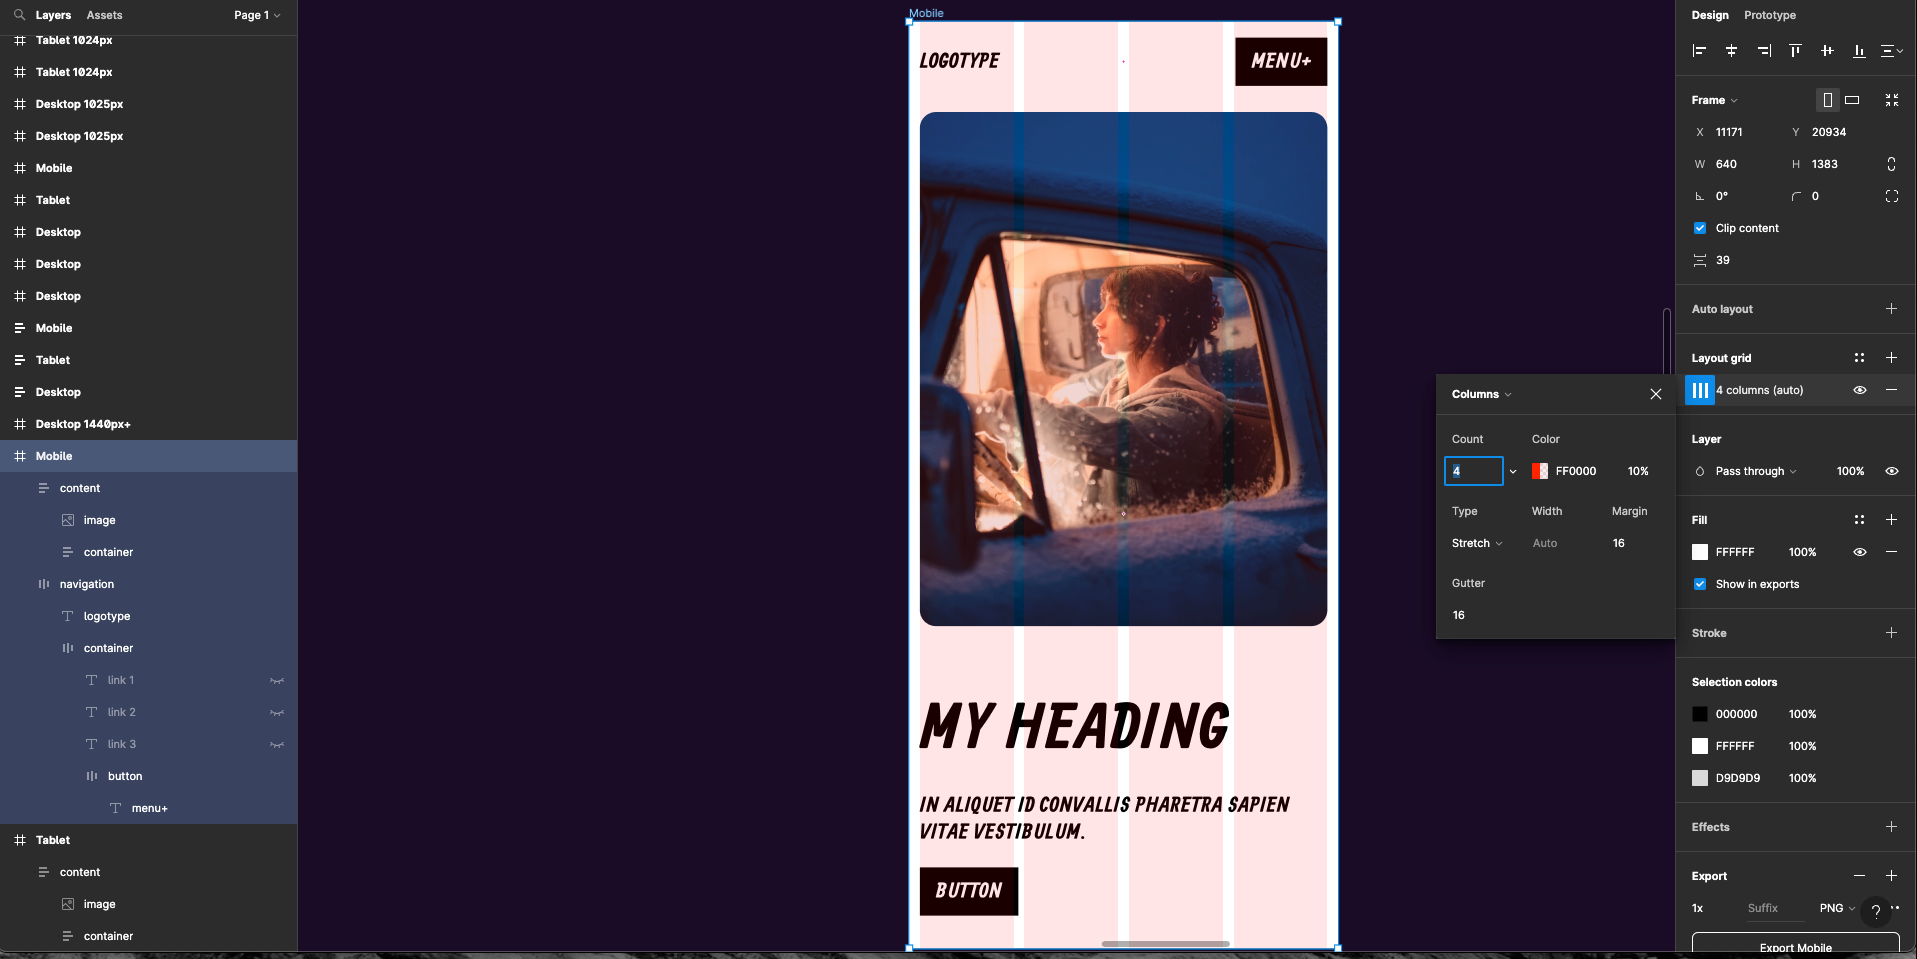 Layers Assets Page 1
Tablet 1024px
Tablet 1024px
Desktop 1025px
Desktop 1025px
Mobile
Tablet
Desktop
Desktop
Desktop
Mobile
Tablet
Desktop
Desktop 1440px+
Mobile
content
image
container
navigation
logotype
container
link 1
link 2
link 3
button
menu+
Tablet
content
image
container
Mobile
LOGOTYPE MENU+
MY HEADING
IN ALIQUET ID CONVALLIS PHARETRA SAPIEN
VITAE VESTIBULUM.
BUTTON
Columns
Count Color
4 FF0000 10%
Type Width Margin
Stretch Auto 16
Gutter
16
Design Prototype
Frame
X 11171 Y 20934
W 640 H 1383
0° 0
Clip content
39
Auto layout
Layout grid
4 columns (auto)
Layer
Pass through 100%
Fill
FFFFFF 100%
Show in exports
Stroke
Selection colors
000000 100%
FFFFFF 100%
D9D9D9 100%
Effects
Export
1x Suffix PNG ?
Export Mobile